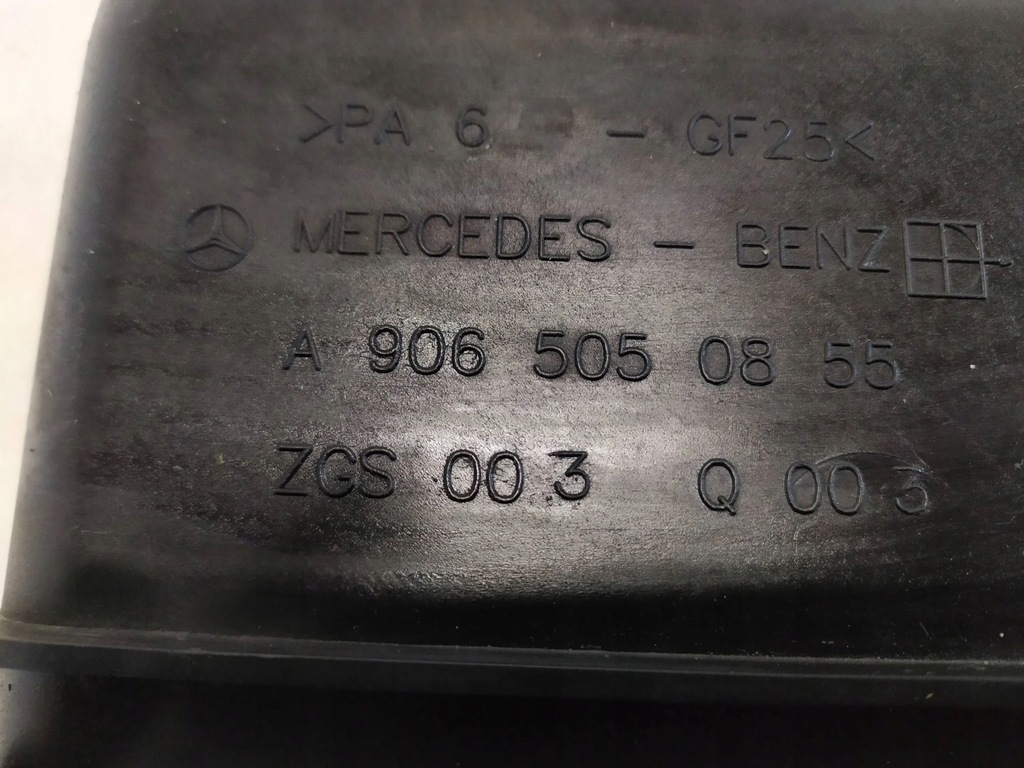 >PA 6 - GF25<
MERCEDES - BENZ
A 906 505 08 55
ZGS 003 Q 003